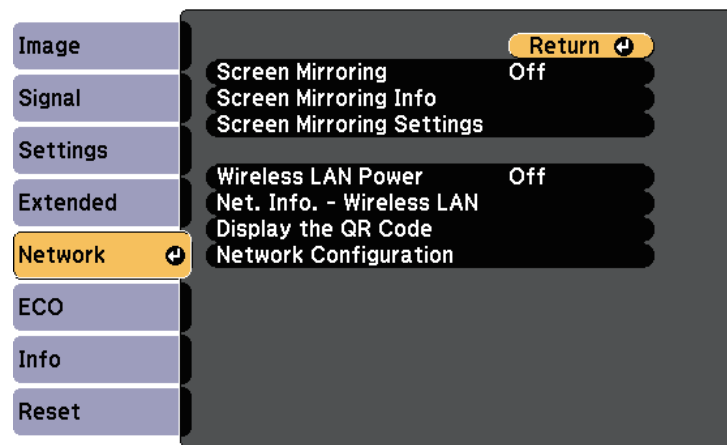 Image
Signal
Settings
Extended
Network
ECO
Info
Reset
Return
Screen Mirroring Off
Screen Mirroring Info
Screen Mirroring Settings
Wireless LAN Power Off
Net. Info. - Wireless LAN
Display the QR Code
Network Configuration